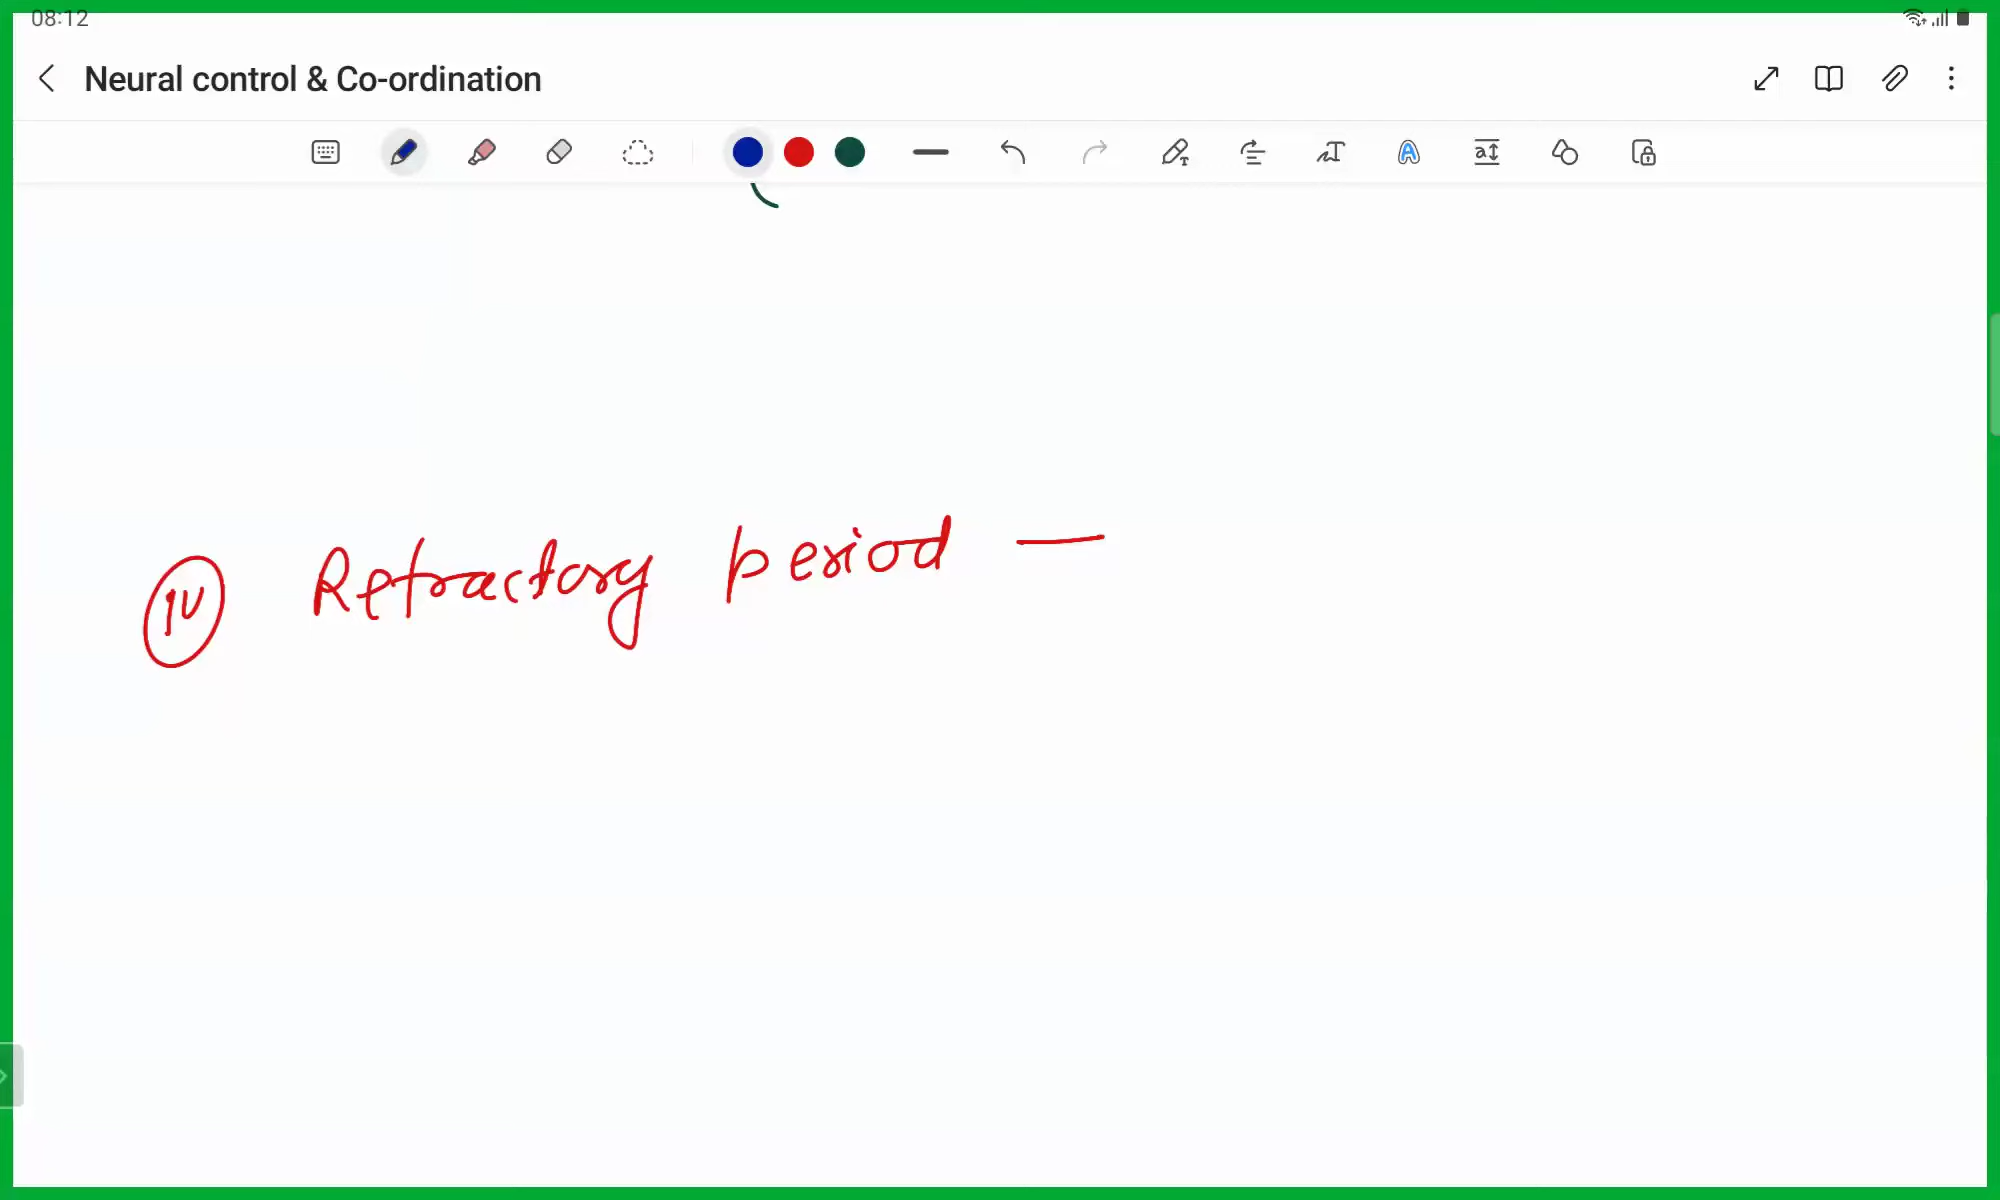 08:12
Neural control & Co-ordination
IV Refractory period —